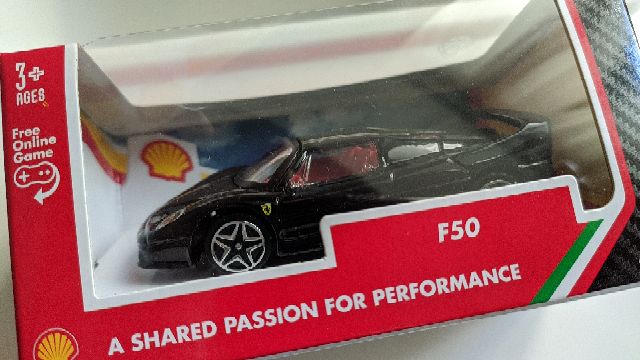 3+
AGES
Free
Online
Game
F50
A SHARED PASSION FOR PERFORMANCE